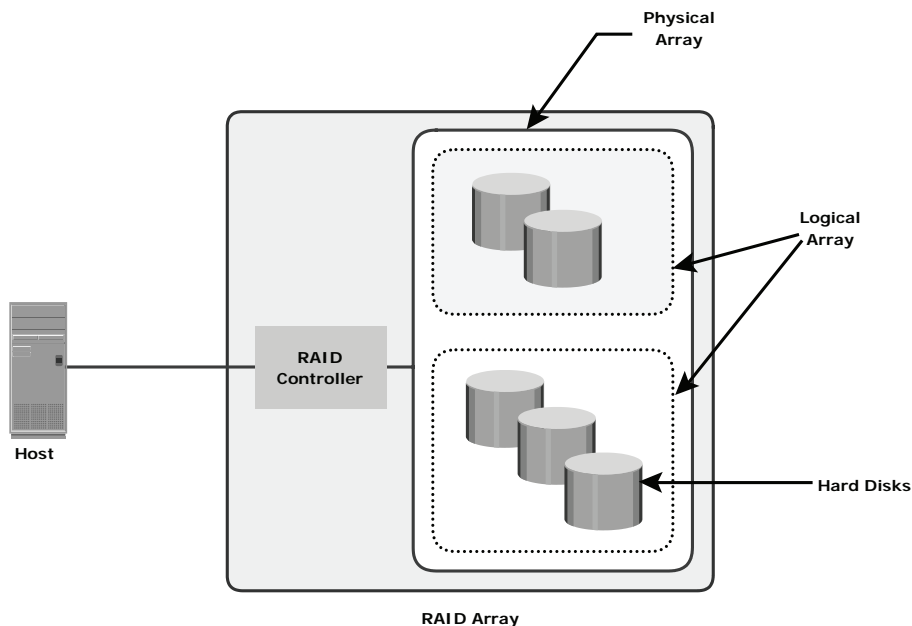 Physical
Array
Logical
Array
RAID
Controller
Host
Hard Disks
RAID Array